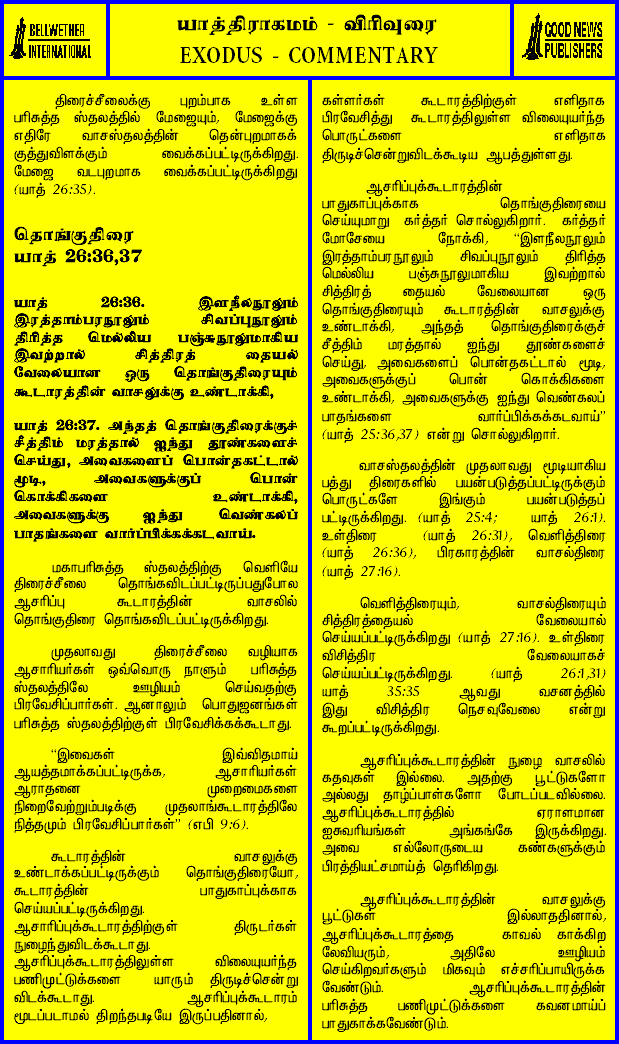 BELLWETHER
INTERNATIONAL
யாத்திராகமம் - விரிவுரை
EXODUS - COMMENTARY
GOOD NEWS
PUBLISHERS
திரைச்சீலைக்கு புறம்பாக உள்ள
பரிசுத்த ஸ்தலத்தில் மேஜையும், மேஜைக்கு
எதிரே வாசஸ்தலத்தின் தென்புறமாகக்
குத்துவிளக்கும் வைக்கப்பட்டிருக்கிறது.
மேஜை வடபுறமாக வைக்கப்பட்டிருக்கிறது
(யாத் 26:35).
தொங்குதிரை
யாத் 26:36,37
யாத் 26:36. இளநீலநூலும்
இரத்தாம்பரநூலும் சிவப்புநூலும்
திரித்த மெல்லிய பஞ்சுநூலுமாகிய
இவற்றால் சித்திரத் தையல்
வேலையான ஒரு தொங்குதிரையும்
கூடாரத்தின் வாசலுக்கு உண்டாக்கி,
யாத் 26:37. அந்தத் தொங்குதிரைக்குச்
சீத்திம் மரத்தால் ஐந்து தூண்களைச்
செய்து, அவைகளைப் பொன்தகட்டால்
மூடி, அவைகளுக்குப் பொன்
கொக்கிகளை உண்டாக்கி,
அவைகளுக்கு ஐந்து வெண்கலப்
பாதங்களை வார்ப்பிக்கக்கடவாய்.
மகாபரிசுத்த ஸ்தலத்திற்கு வெளியே
திரைச்சீலை தொங்கவிடப்பட்டிருப்பதுபோல
ஆசரிப்பு கூடாரத்தின் வாசலில்
தொங்குதிரை தொங்கவிடப்பட்டிருக்கிறது.
முதலாவது திரைச்சீலை வழியாக
ஆசாரியர்கள் ஒவ்வொரு நாளும் பரிசுத்த
ஸ்தலத்திலே ஊழியம் செய்வதற்கு
பிரவேசிப்பார்கள். ஆனாலும் பொதுஜனங்கள்
பரிசுத்த ஸ்தலத்திற்குள் பிரவேசிக்கக்கூடாது.
“இவைகள் இவ்விதமாய்
ஆயத்தமாக்கப்பட்டிருக்க, ஆசாரியர்கள்
ஆராதனை முறைமைகளை
நிறைவேற்றும்படிக்கு முதலாங்கூடாரத்திலே
நித்தமும் பிரவேசிப்பார்கள்” (எபி 9:6).
கூடாரத்தின் வாசலுக்கு
உண்டாக்கப்பட்டிருக்கும் தொங்குதிரையோ,
கூடாரத்தின் பாதுகாப்புக்காக
செய்யப்பட்டிருக்கிறது.
ஆசரிப்புக்கூடாரத்திற்குள் திருடர்கள்
நுழைந்துவிடக்கூடாது.
ஆசரிப்புக்கூடாரத்திலுள்ள விலையுயர்ந்த
பணிமுட்டுக்களை யாரும் திருடிச்சென்று
விடக்கூடாது. ஆசரிப்புக்கூடாரம்
மூடப்படாமல் திறந்தபடியே இருப்பதினால்,
கள்ளர்கள் கூடாரத்திற்குள் எளிதாக
பிரவேசித்து கூடாரத்திலுள்ள விலையுயர்ந்த
பொருட்களை எளிதாக
திருடிச்சென்றுவிடக்கூடிய ஆபத்துள்ளது.
ஆசரிப்புக்கூடாரத்தின்
பாதுகாப்புக்காக தொங்குதிரையை
செய்யுமாறு கர்த்தர் சொல்லுகிறார். கர்த்தர்
மோசேயை நோக்கி, “இளநீலநூலும்
இரத்தாம்பரநூலும் சிவப்புநூலும் திரித்த
மெல்லிய பஞ்சுநூலுமாகிய இவற்றால்
சித்திரத் தையல் வேலையான ஒரு
தொங்குதிரையும் கூடாரத்தின் வாசலுக்கு
உண்டாக்கி, அந்தத் தொங்குதிரைக்குச்
சீத்திம் மரத்தால் ஐந்து தூண்களைச்
செய்து, அவைகளைப் பொன்தகட்டால் மூடி,
அவைகளுக்குப் பொன் கொக்கிகளை
உண்டாக்கி, அவைகளுக்கு ஐந்து வெண்கலப்
பாதங்களை வார்ப்பிக்கக்கடவாய்”
(யாத் 25:36,37) என்று சொல்லுகிறார்.
வாசஸ்தலத்தின் முதலாவது மூடியாகிய
பத்து திரைகளில் பயன்படுத்தப்பட்டிருக்கும்
பொருட்களே இங்கும் பயன்படுத்தப்
பட்டிருக்கிறது. (யாத் 25:4; யாத் 26:1).
உள்திரை (யாத் 26:31), வெளித்திரை
(யாத் 26:36), பிரகாரத்தின் வாசல்திரை
(யாத் 27:16).
வெளித்திரையும், வாசல்திரையும்
சித்திரத்தையல் வேலையால்
செய்யப்பட்டிருக்கிறது (யாத் 27:16). உள்திரை
விசித்திர வேலையாகச்
செய்யப்பட்டிருக்கிறது. (யாத் 26:1,31)
யாத் 35:35 ஆவது வசனத்தில்
இது விசித்திர நெசவுவேலை என்று
கூறப்பட்டிருக்கிறது.
ஆசரிப்புக்கூடாரத்தின் நுழை வாசலில்
கதவுகள் இல்லை. அதற்கு பூட்டுகளோ
அல்லது தாழ்ப்பாள்களோ போடப்படவில்லை.
ஆசரிப்புக்கூடாரத்தில் ஏராளமான
ஐசுவரியங்கள் அங்கங்கே இருக்கிறது.
அவை எல்லோருடைய கண்களுக்கும்
பிரத்தியட்சமாய்த் தெரிகிறது.
ஆசரிப்புக்கூடாரத்தின் வாசலுக்கு
பூட்டுகள் இல்லாததினால்,
ஆசரிப்புக்கூடாரத்தை காவல் காக்கிற
லேவியரும், அதிலே ஊழியம்
செய்கிறவர்களும் மிகவும் எச்சரிப்பாயிருக்க
வேண்டும். ஆசரிப்புக்கூடாரத்தின்
பரிசுத்த பணிமுட்டுக்களை கவனமாய்ப்
பாதுகாக்கவேண்டும்.